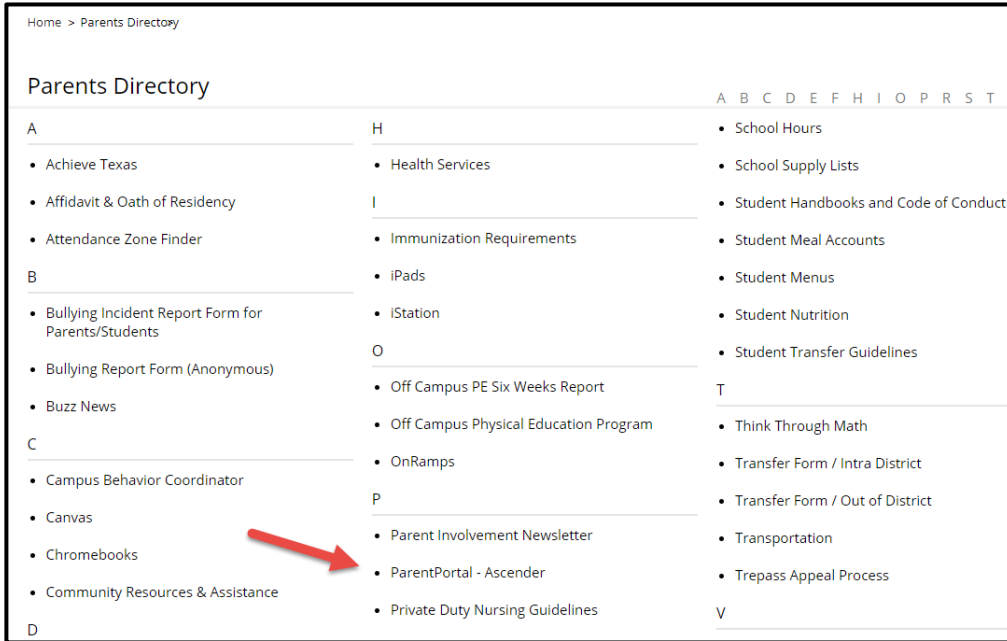 Home > Parents Directory>
Parents Directory
A B C D E F H I O P R S T
A
Achieve Texas
Affidavit & Oath of Residency
Attendance Zone Finder
B
Bullying Incident Report Form for
Parents/Students
Bullying Report Form (Anonymous)
Buzz News
C
Campus Behavior Coordinator
Canvas
Chromebooks
Community Resources & Assistance
D
H
Health Services
I
Immunization Requirements
iPads
iStation
O
Off Campus PE Six Weeks Report
Off Campus Physical Education Program
OnRamps
P
Parent Involvement Newsletter
ParentPortal - Ascender
Private Duty Nursing Guidelines
School Hours
School Supply Lists
Student Handbooks and Code of Conduct
Student Meal Accounts
Student Menus
Student Nutrition
Student Transfer Guidelines
T
Think Through Math
Transfer Form / Intra District
Transfer Form / Out of District
Transportation
Trepass Appeal Process
V